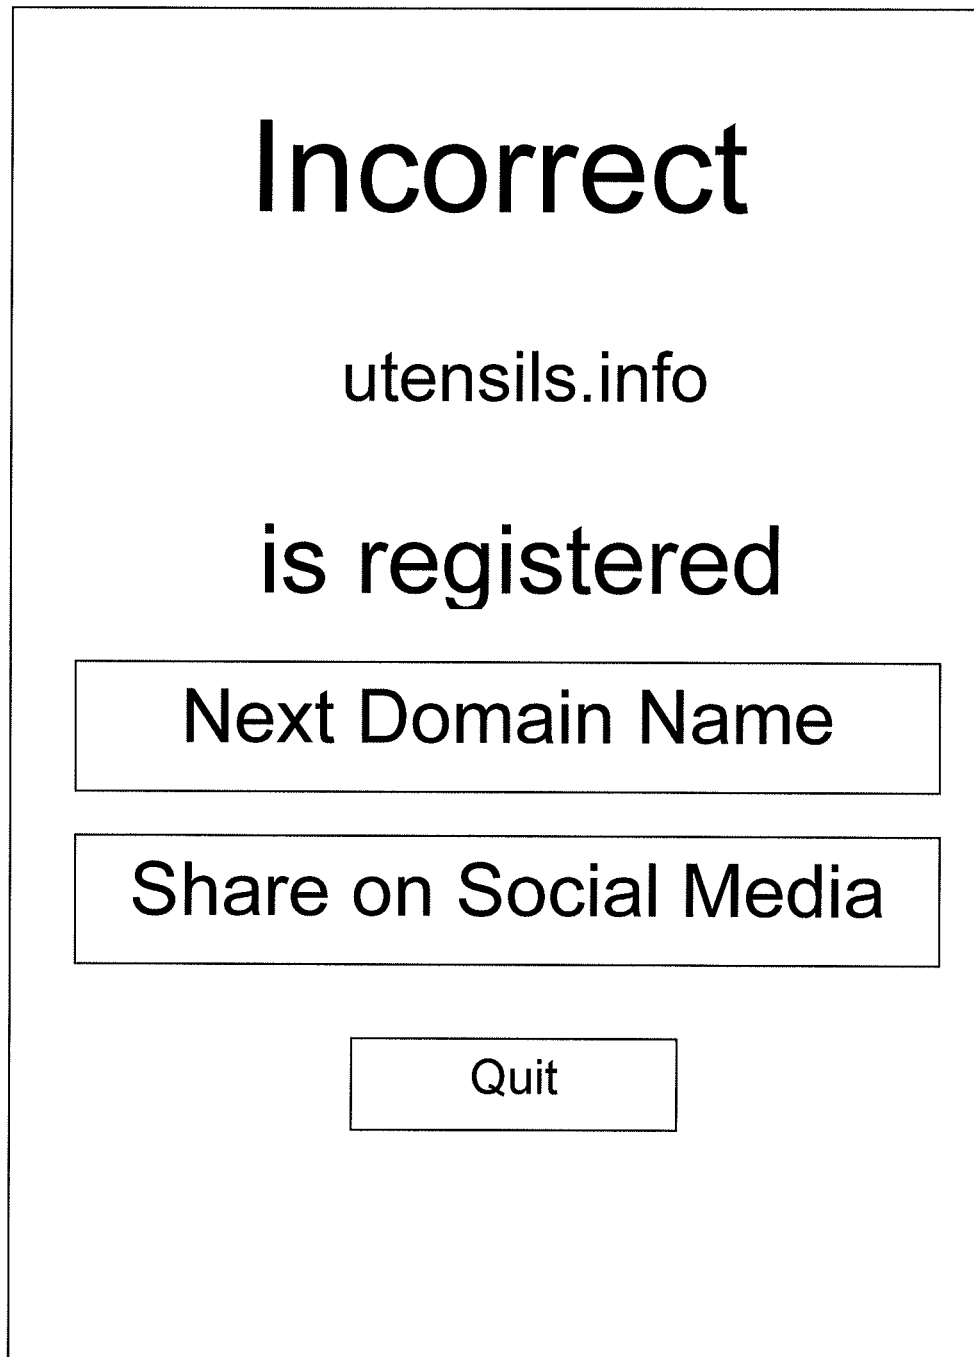 Incorrect
utensils.info
is registered
Next Domain Name
Share on Social Media
Quit